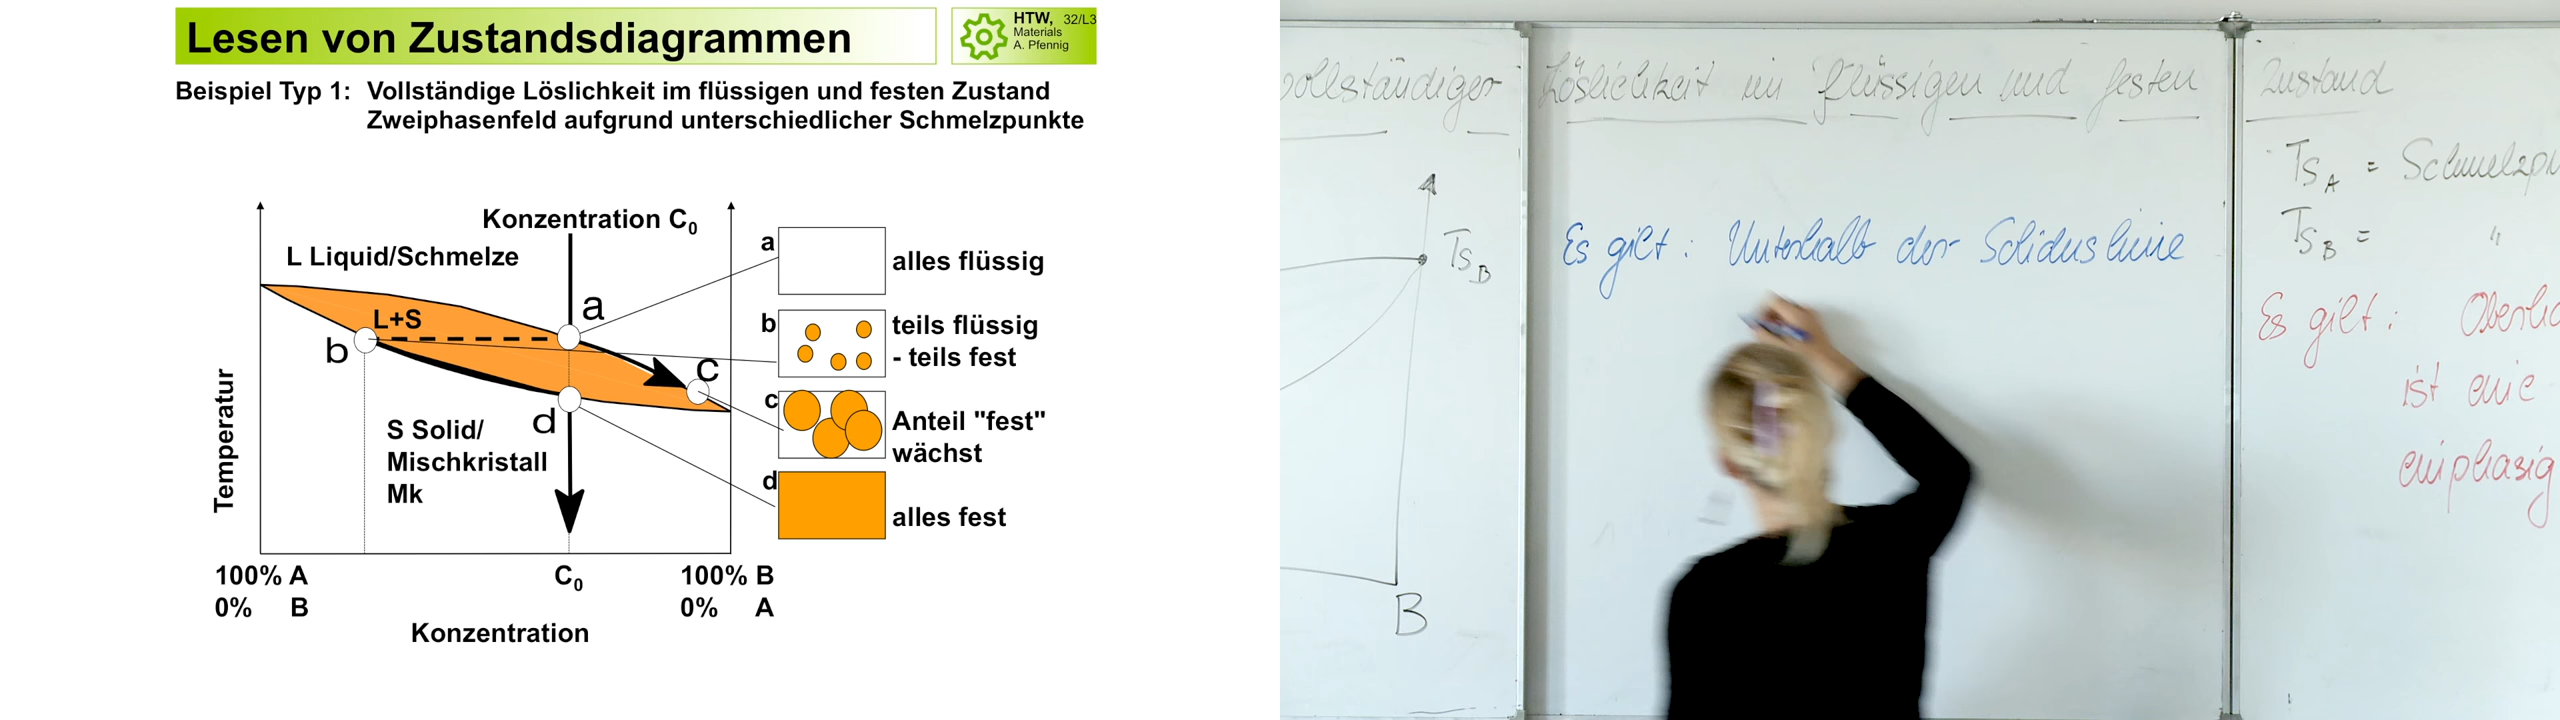 Lesen von Zustandsdiagrammen
HTW, 32/L3
Materials
A. Pfennig
Beispiel Typ 1: Vollständige Löslichkeit im flüssigen und festen Zustand
Zweiphasenfeld aufgrund unterschiedlicher Schmelzpunkte
Konzentration C0
L Liquid/Schmelze
a
L+S
b
c
d
S Solid/
Mischkristall
Mk
Temperatur
100% A
0% B
C0
100% B
0% A
Konzentration
a alles flüssig
b teils flüssig
- teils fest
c Anteil "fest"
wächst
d alles fest
vollständiger Löslichkeit im flüssigen und festen Zustand
TsB
B
Es gilt: Unterhalb der Soliduslinie
TsA =
TsB = "
Es gilt:
ist eine
einphasig